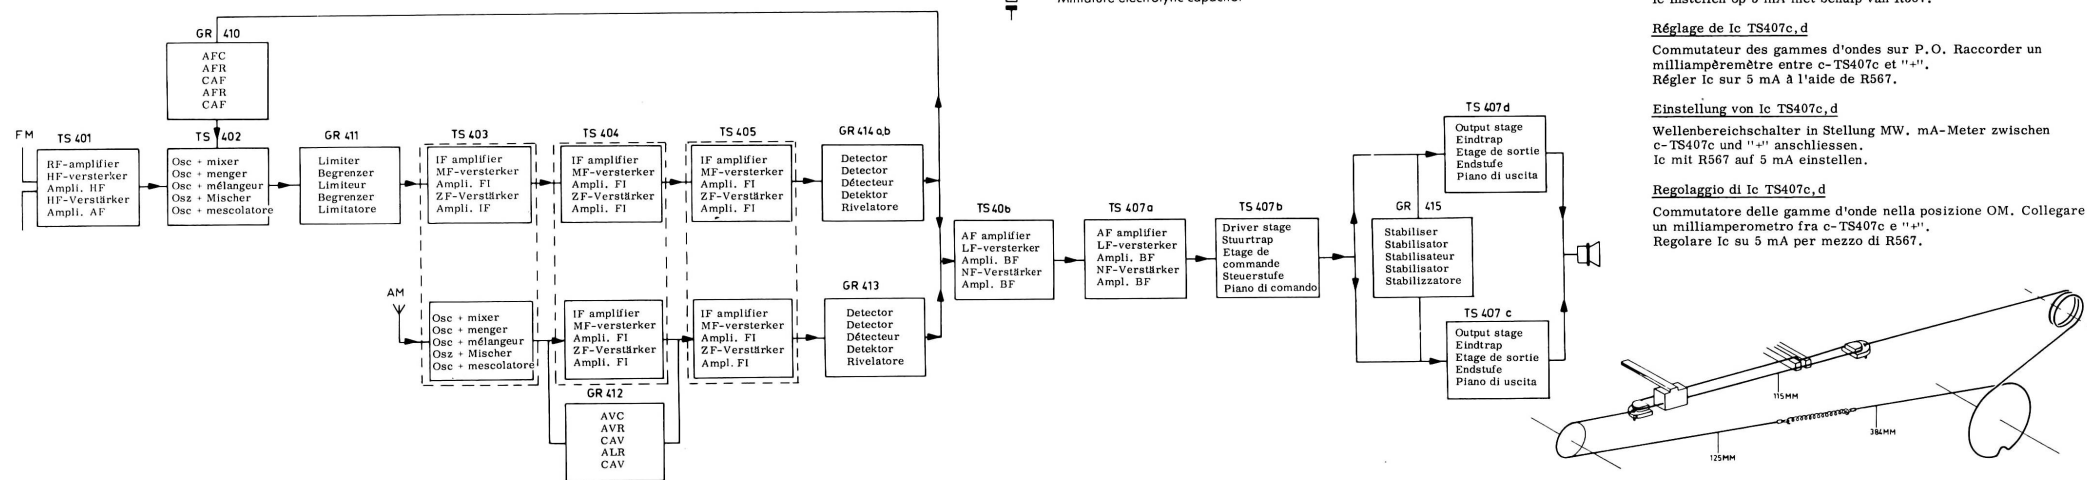 Miniature electrolytic capacitor
Ic instellen op 5 mA met behulp van R567.
Réglage de Ic TS407c,d
Commutateur des gammes d'ondes sur P.O. Raccorder un
milliampèremètre entre c-TS407c et "+".
Régler Ic sur 5 mA à l'aide de R567.
Einstellung von Ic TS407c,d
Wellenbereichschalter in Stellung MW. mA-Meter zwischen
c-TS407c und "+" anschliessen.
Ic mit R567 auf 5 mA einstellen.
Regolaggio di Ic TS407c,d
Commutatore delle gamme d'onde nella posizione OM. Collegare
un milliamperometro fra c-TS407c e "+".
Regolare Ic su 5 mA per mezzo di R567.
GR 410
AFC
AFR
CAF
AFR
CAF
FM
TS 401
RF-amplifier
HF-versterker
Ampli. HF
HF-Verstärker
Ampli. AF
TS 402
Osc + mixer
Osc + menger
Osc + mélangeur
Osz + Mischer
Osc + mescolatore
GR 411
Limiter
Begrenzer
Limiteur
Begrenzer
Limitatore
TS 403
IF amplifier
MF-versterker
Ampli. FI
ZF-Verstärker
Ampli. IF
TS 404
IF amplifier
MF-versterker
Ampli. FI
ZF-Verstärker
Ampli. FI
TS 405
IF amplifier
MF-versterker
Ampli. FI
ZF-Verstärker
Ampli. FI
GR 414 a,b
Detector
Detector
Détecteur
Detektor
Rivelatore
AM
Osc + mixer
Osc + menger
Osc + mélangeur
Osz + Mischer
Osc + mescolatore
IF amplifier
MF-versterker
Ampli. FI
ZF-Verstärker
Ampli. FI
IF amplifier
MF-versterker
Ampli. FI
ZF-Verstärker
Ampl. FI
GR 413
Detector
Detector
Détecteur
Detektor
Rivelatore
GR 412
AVC
AVR
CAV
ALR
CAV
TS 40b
AF amplifier
LF-versterker
Ampli. BF
NF-Verstärker
Ampl. BF
TS 407a
AF amplifier
LF-versterker
Ampli. BF
NF-Verstärker
Ampl. BF
TS 407b
Driver stage
Stuurtrap
Etage de
commande
Steuerstufe
Piano di comando
TS 407d
Output stage
Eindtrap
Etage de sortie
Endstufe
Piano di uscita
GR 415
Stabiliser
Stabilisator
Stabilisateur
Stabilisator
Stabilizzatore
TS 407 c
Output stage
Eindtrap
Etage de sortie
Endstufe
Piano di uscita
115MM
384MM
125MM